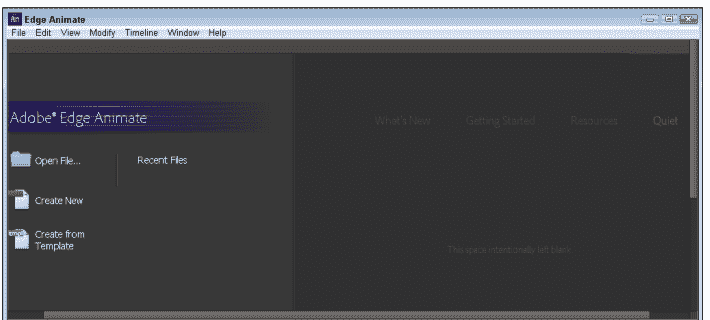 An Edge Animate
File Edit View Modify Timeline Window Help
Adobe® Edge Animate
What's New Getting Started Resources Quiet
Open File...
Recent Files
Create New
Create from
Template
This space intentionally left blank